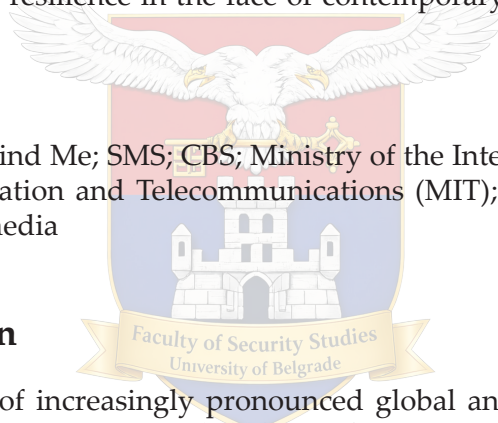 resilience in the face of contemporary
ind Me; SMS; CBS; Ministry of the Inte
ation and Telecommunications (MIT);
nedia
n
Faculty of Security Studies
University of Belgrade
of increasingly pronounced global an